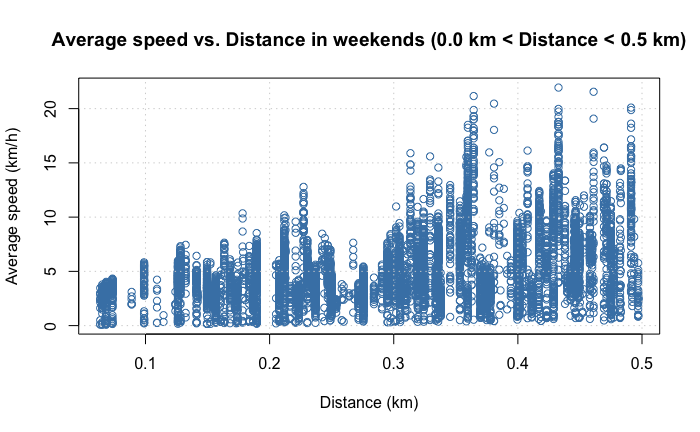 Average speed vs. Distance in weekends (0.0 km < Distance < 0.5 km)
Average speed (km/h)
20
15
10
5
0
0.1 0.2 0.3 0.4 0.5
Distance (km)